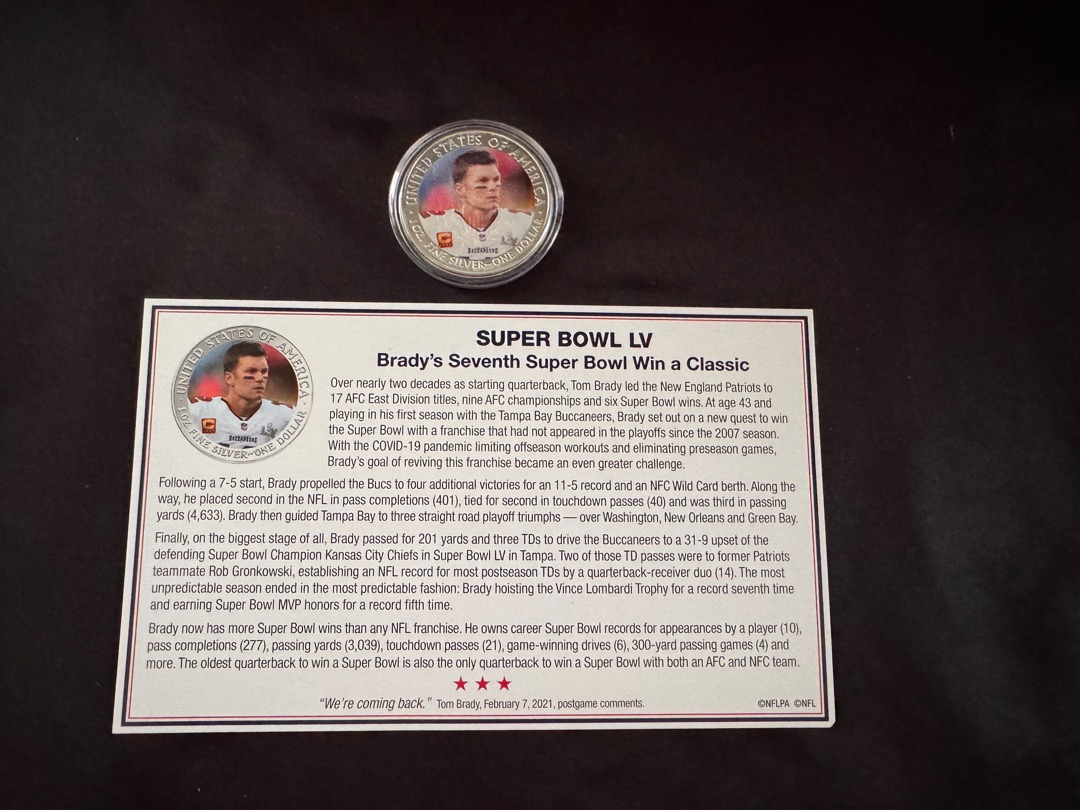 UNITED STATES OF AMERICA
BUCCANEERS
LV
1 OZ. FINE SILVER~ONE DOLLAR
UNITED STATES OF AMERICA
BUCCANEERS
LV
1 OZ. FINE SILVER~ONE DOLLAR
SUPER BOWL LV
Brady's Seventh Super Bowl Win a Classic
Over nearly two decades as starting quarterback, Tom Brady led the New England Patriots to
17 AFC East Division titles, nine AFC championships and six Super Bowl wins. At age 43 and
playing in his first season with the Tampa Bay Buccaneers, Brady set out on a new quest to win
the Super Bowl with a franchise that had not appeared in the playoffs since the 2007 season.
With the COVID-19 pandemic limiting offseason workouts and eliminating preseason games,
Brady's goal of reviving this franchise became an even greater challenge.
Following a 7-5 start, Brady propelled the Bucs to four additional victories for an 11-5 record and an NFC Wild Card berth. Along the
way, he placed second in the NFL in pass completions (401), tied for second in touchdown passes (40) and was third in passing
yards (4,633). Brady then guided Tampa Bay to three straight road playoff triumphs — over Washington, New Orleans and Green Bay.
Finally, on the biggest stage of all, Brady passed for 201 yards and three TDs to drive the Buccaneers to a 31-9 upset of the
defending Super Bowl Champion Kansas City Chiefs in Super Bowl LV in Tampa. Two of those TD passes were to former Patriots
teammate Rob Gronkowski, establishing an NFL record for most postseason TDs by a quarterback-receiver duo (14). The most
unpredictable season ended in the most predictable fashion: Brady hoisting the Vince Lombardi Trophy for a record seventh time
and earning Super Bowl MVP honors for a record fifth time.
Brady now has more Super Bowl wins than any NFL franchise. He owns career Super Bowl records for appearances by a player (10),
pass completions (277), passing yards (3,039), touchdown passes (21), game-winning drives (6), 300-yard passing games (4) and
more. The oldest quarterback to win a Super Bowl is also the only quarterback to win a Super Bowl with both an AFC and NFC team.
"We're coming back." Tom Brady, February 7, 2021, postgame comments.
©NFLPA ©NFL